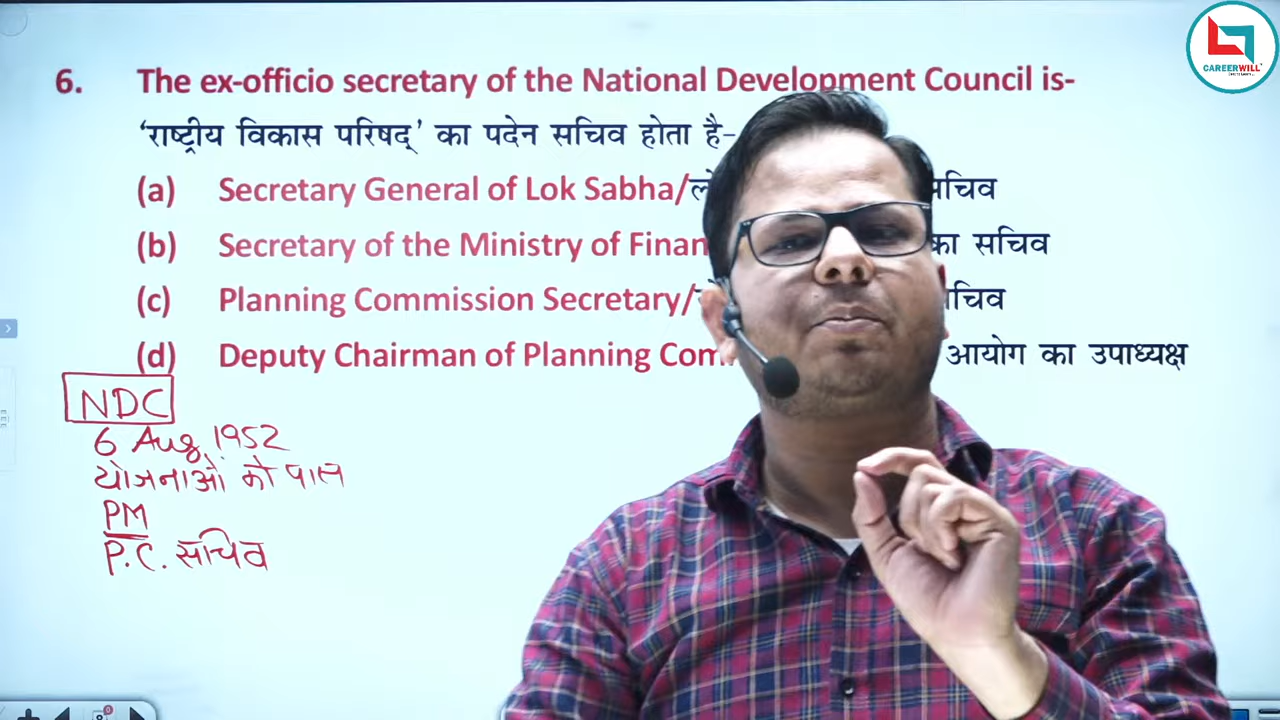 CAREERWILL
6. The ex-officio secretary of the National Development Council is-
‘राष्ट्रीय विकास परिषद्’ का पदेन सचिव होता है-
(a) Secretary General of Lok Sabha/ सचिव
(b) Secretary of the Ministry of Finan का सचिव
(c) Planning Commission Secretary/ सचिव
(d) Deputy Chairman of Planning Com आयोग का उपाध्यक्ष
NDC
6 Aug 1952
योजनाओं को पास
PM
P.C. सचिव